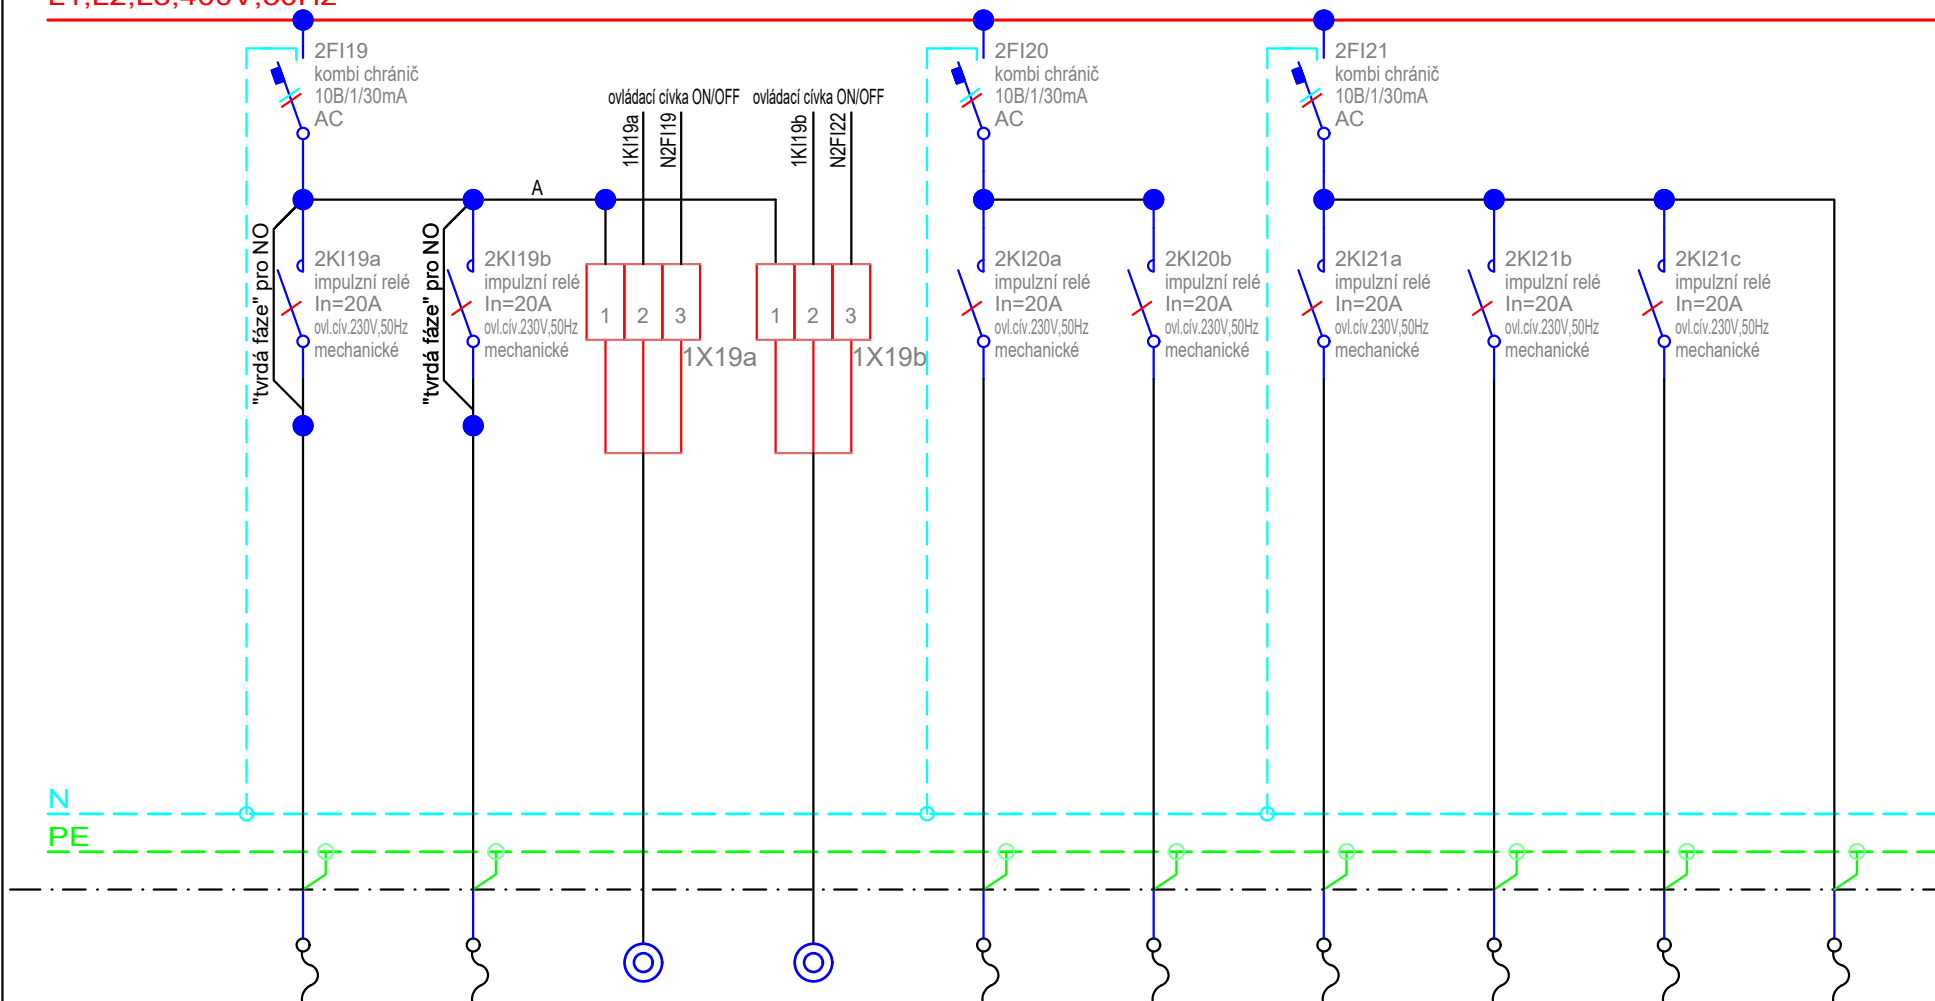 L1,L2,L3,400V,50Hz
2FI19
kombi chránič
10B/1/30mA
AC
ovládací cívka ON/OFF
1KI19a
N2FI19
ovládací cívka ON/OFF
1KI19b
N2FI22
2FI20
kombi chránič
10B/1/30mA
AC
2FI21
kombi chránič
10B/1/30mA
AC
A
"tvrdá fáze" pro NO
2KI19a
impulzní relé
In=20A
ovl.cív.230V,50Hz
mechanické
"tvrdá fáze" pro NO
2KI19b
impulzní relé
In=20A
ovl.cív.230V,50Hz
mechanické
1 2 3
1X19a
1 2 3
1X19b
2KI20a
impulzní relé
In=20A
ovl.cív.230V,50Hz
mechanické
2KI20b
impulzní relé
In=20A
ovl.cív.230V,50Hz
mechanické
2KI21a
impulzní relé
In=20A
ovl.cív.230V,50Hz
mechanické
2KI21b
impulzní relé
In=20A
ovl.cív.230V,50Hz
mechanické
2KI21c
impulzní relé
In=20A
ovl.cív.230V,50Hz
mechanické
N
PE